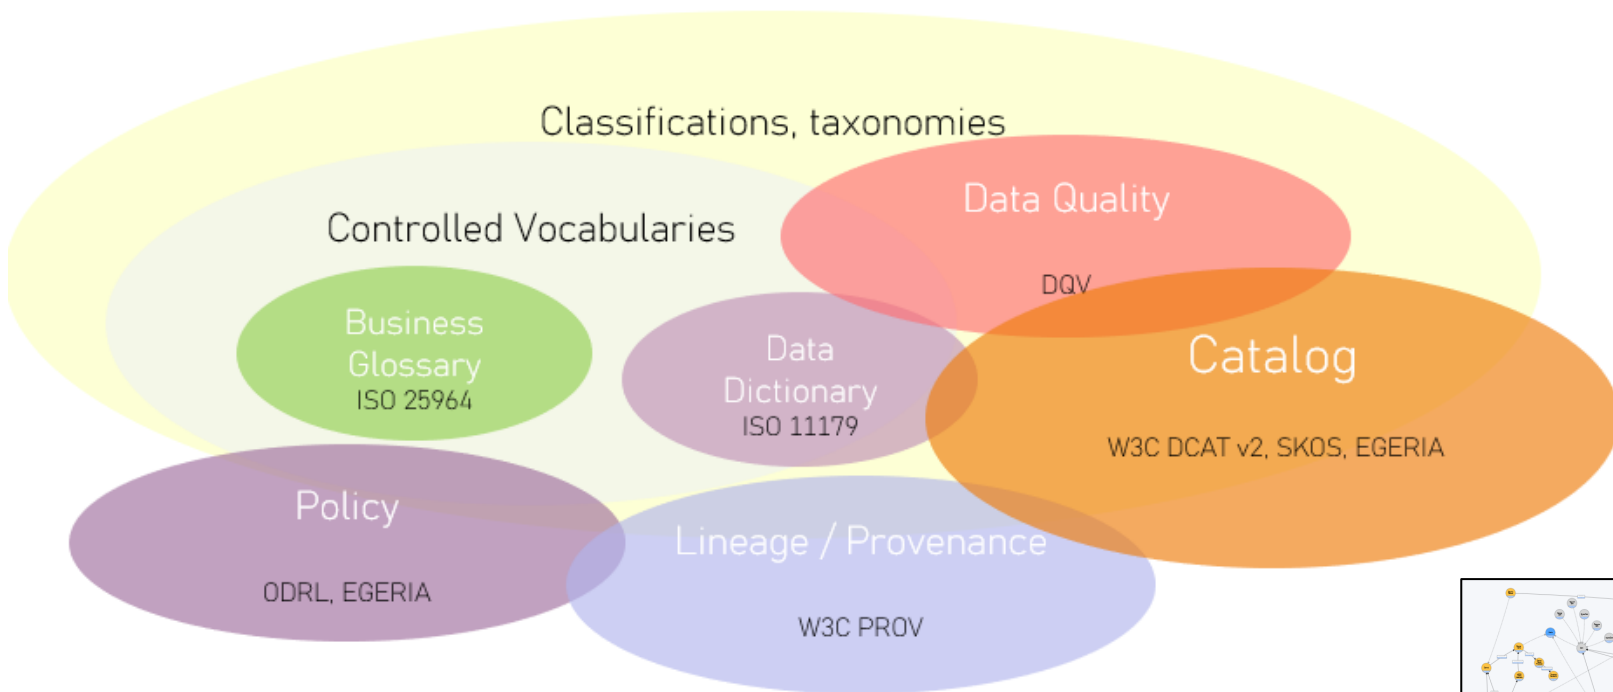 Classifications, taxonomies
Data Quality
Controlled Vocabularies
DQV
Business
Glossary
ISO 25964
Data
Dictionary
ISO 11179
Catalog
W3C DCAT v2, SKOS, EGERIA
Policy
Lineage / Provenance
ODRL, EGERIA
W3C PROV